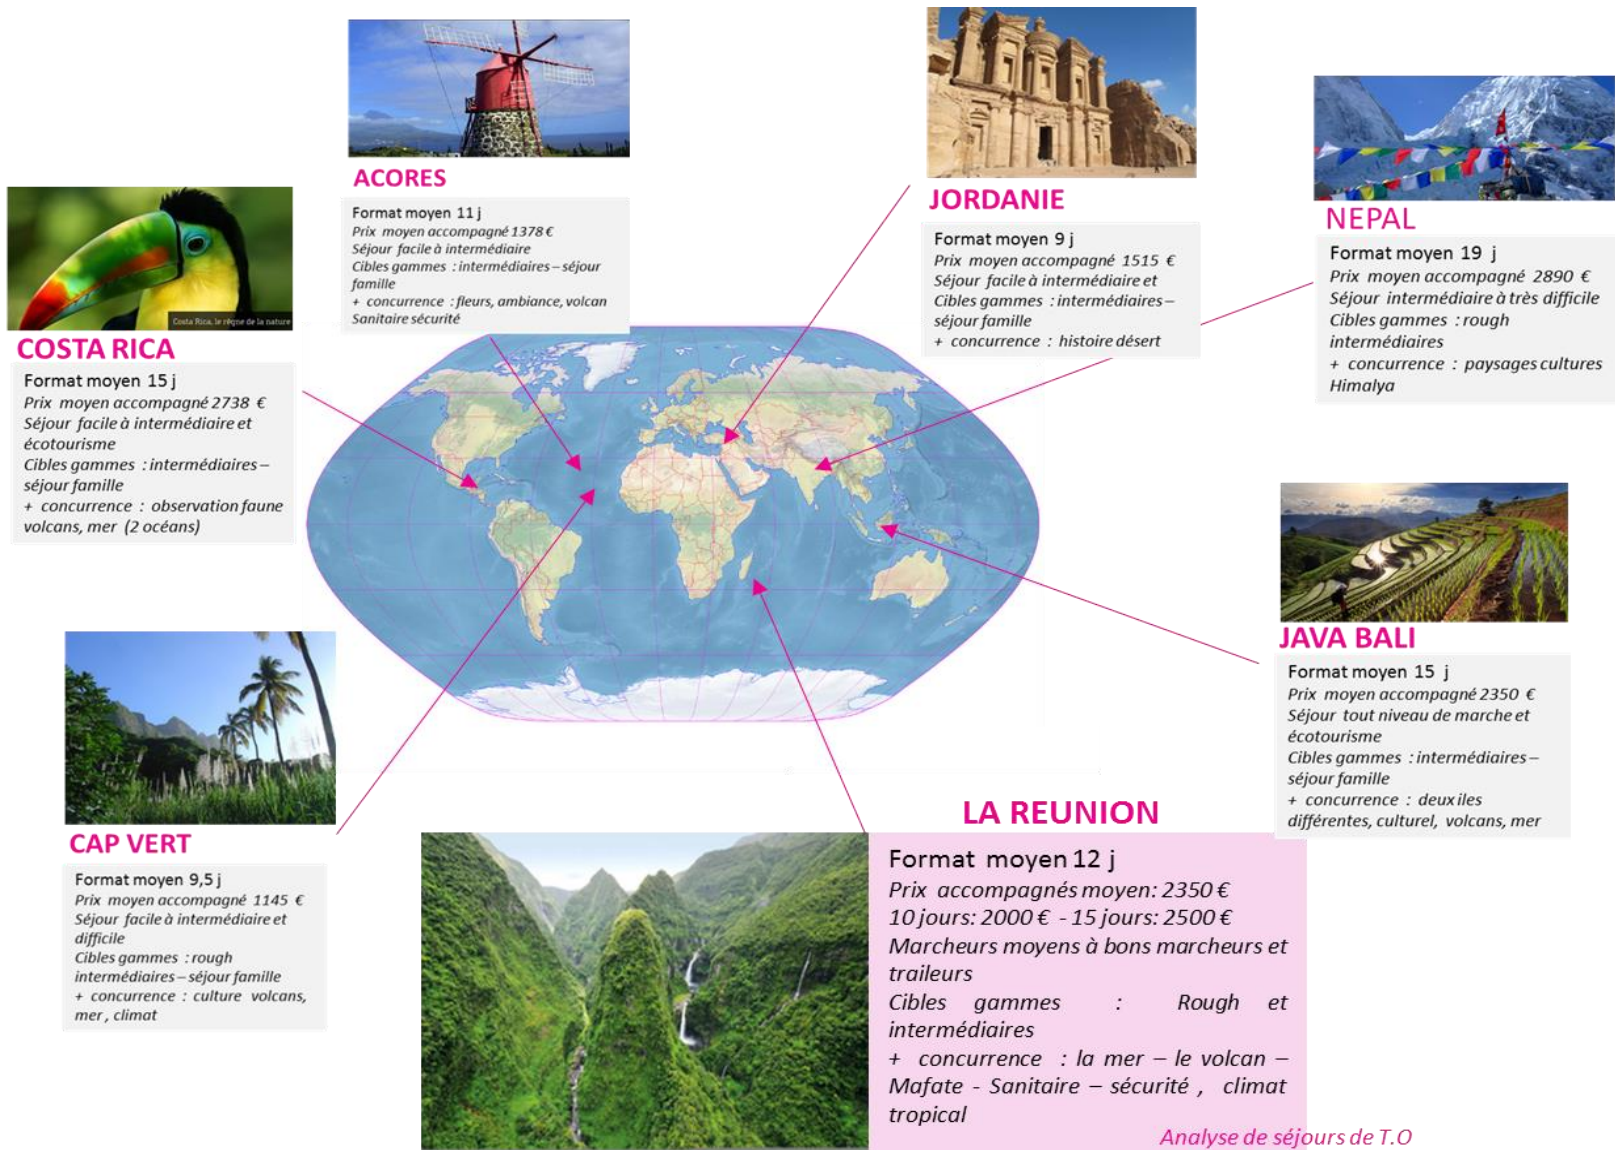 ACORES
Format moyen 11 j
Prix moyen accompagné 1378 €
Séjour facile à intermédiaire
Cibles gammes : intermédiaires – séjour
famille
+ concurrence : fleurs, ambiance, volcan
Sanitaire sécurité
JORDANIE
Format moyen 9 j
Prix moyen accompagné 1515 €
Séjour facile à intermédiaire et
Cibles gammes : intermédiaires –
séjour famille
+ concurrence : histoire désert
NEPAL
Format moyen 19 j
Prix moyen accompagné 2890 €
Séjour intermédiaire à très difficile
Cibles gammes : rough
intermédiaires
+ concurrence : paysages cultures
Himalya
Costa Rica, le règne de la nature
COSTA RICA
Format moyen 15 j
Prix moyen accompagné 2738 €
Séjour facile à intermédiaire et
écotourisme
Cibles gammes : intermédiaires –
séjour famille
+ concurrence : observation faune
volcans, mer (2 océans)
JAVA BALI
Format moyen 15 j
Prix moyen accompagné 2350 €
Séjour tout niveau de marche et
écotourisme
Cibles gammes : intermédiaires –
séjour famille
+ concurrence : deux iles
différentes, culturel, volcans, mer
CAP VERT
Format moyen 9,5 j
Prix moyen accompagné 1145 €
Séjour facile à intermédiaire et
difficile
Cibles gammes : rough
intermédiaires – séjour famille
+ concurrence : culture volcans,
mer , climat
LA REUNION
Format moyen 12 j
Prix accompagnés moyen: 2350 €
10 jours: 2000 € - 15 jours: 2500 €
Marcheurs moyens à bons marcheurs et
traileurs
Cibles gammes : Rough et
intermédiaires
+ concurrence : la mer – le volcan –
Mafate - Sanitaire – sécurité , climat
tropical
Analyse de séjours de T.O